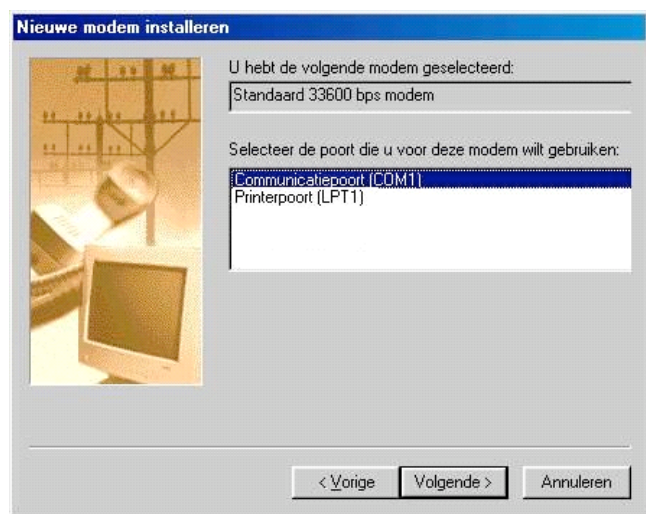 Nieuwe modem installeren
U hebt de volgende modem geselecteerd:
Standaard 33600 bps modem
Selecteer de poort die u voor deze modem wilt gebruiken:
Communicatiepoort (COM1)
Printerpoort (LPT1)
< Vorige
Volgende >
Annuleren